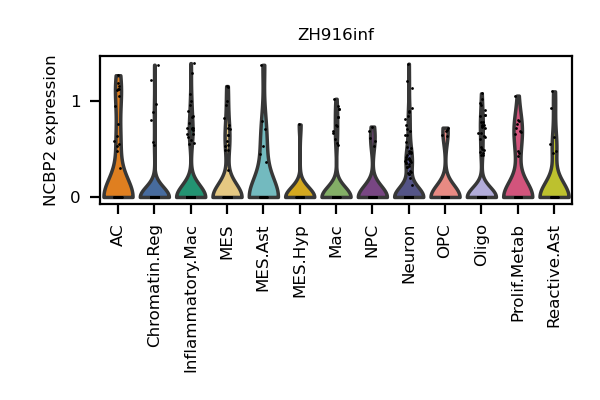 ZH916inf
NCBP2 expression
1
0
AC
Chromatin.Reg
Inflammatory.Mac
MES
MES.Ast
MES.Hyp
Mac
NPC
Neuron
OPC
Oligo
Prolif.Metab
Reactive.Ast